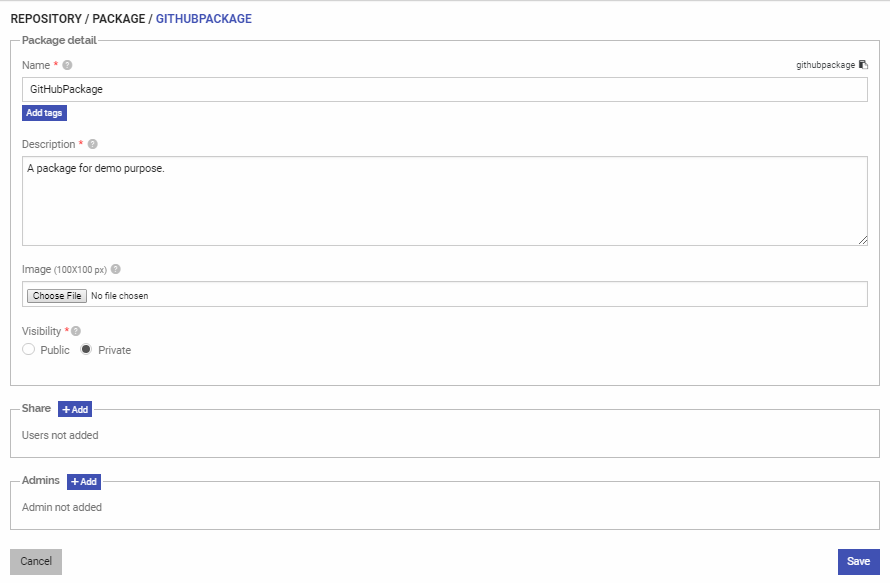 REPOSITORY / PACKAGE / GITHUBPACKAGE
Package detail
Name * ?
githubpackage
GitHubPackage
Add tags
Description * ?
A package for demo purpose.
Image (100X100 px) ?
Choose File No file chosen
Visibility * ?
Public Private
Share + Add
Users not added
Admins + Add
Admin not added
Cancel
Save